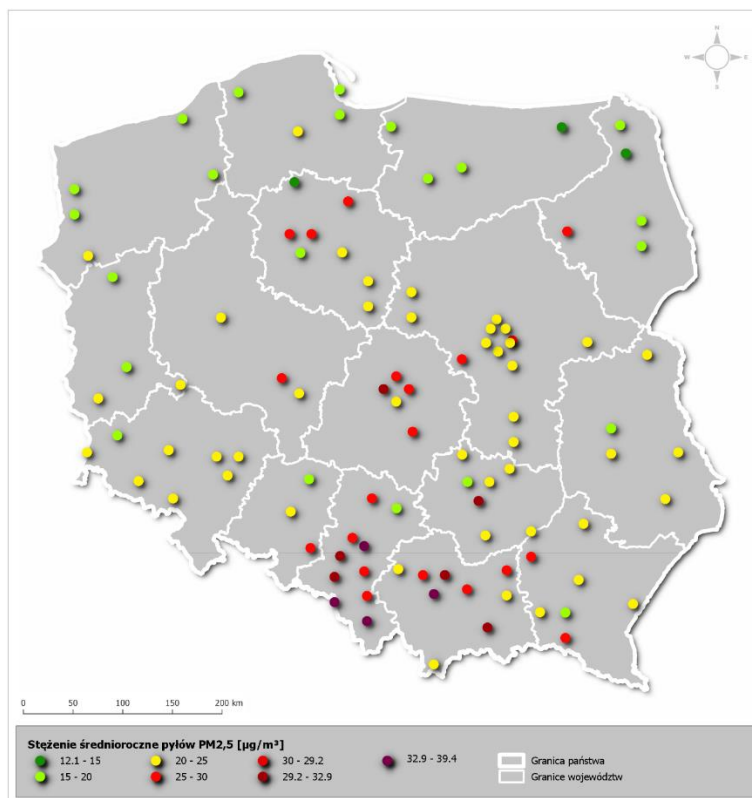 N
W E
S
0 50 100 150 200 km
Stężenie średnioroczne pyłów PM2,5 [µg/m³]
12.1 - 15 20 - 25 30 - 29.2 32.9 - 39.4 Granica państwa
15 - 20 25 - 30 29.2 - 32.9 Granice województw